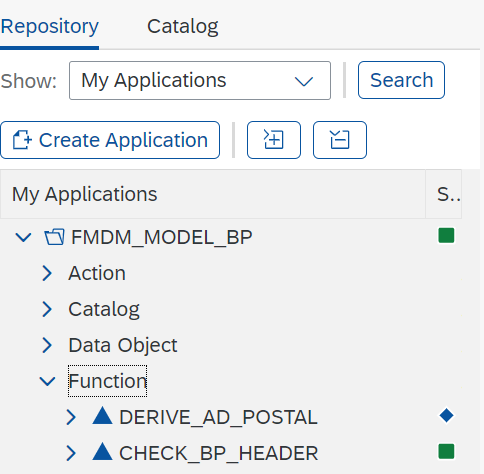 Repository Catalog
Show: My Applications Search
Create Application
My Applications S..
FMDM_MODEL_BP
Action
Catalog
Data Object
Function
DERIVE_AD_POSTAL
CHECK_BP_HEADER